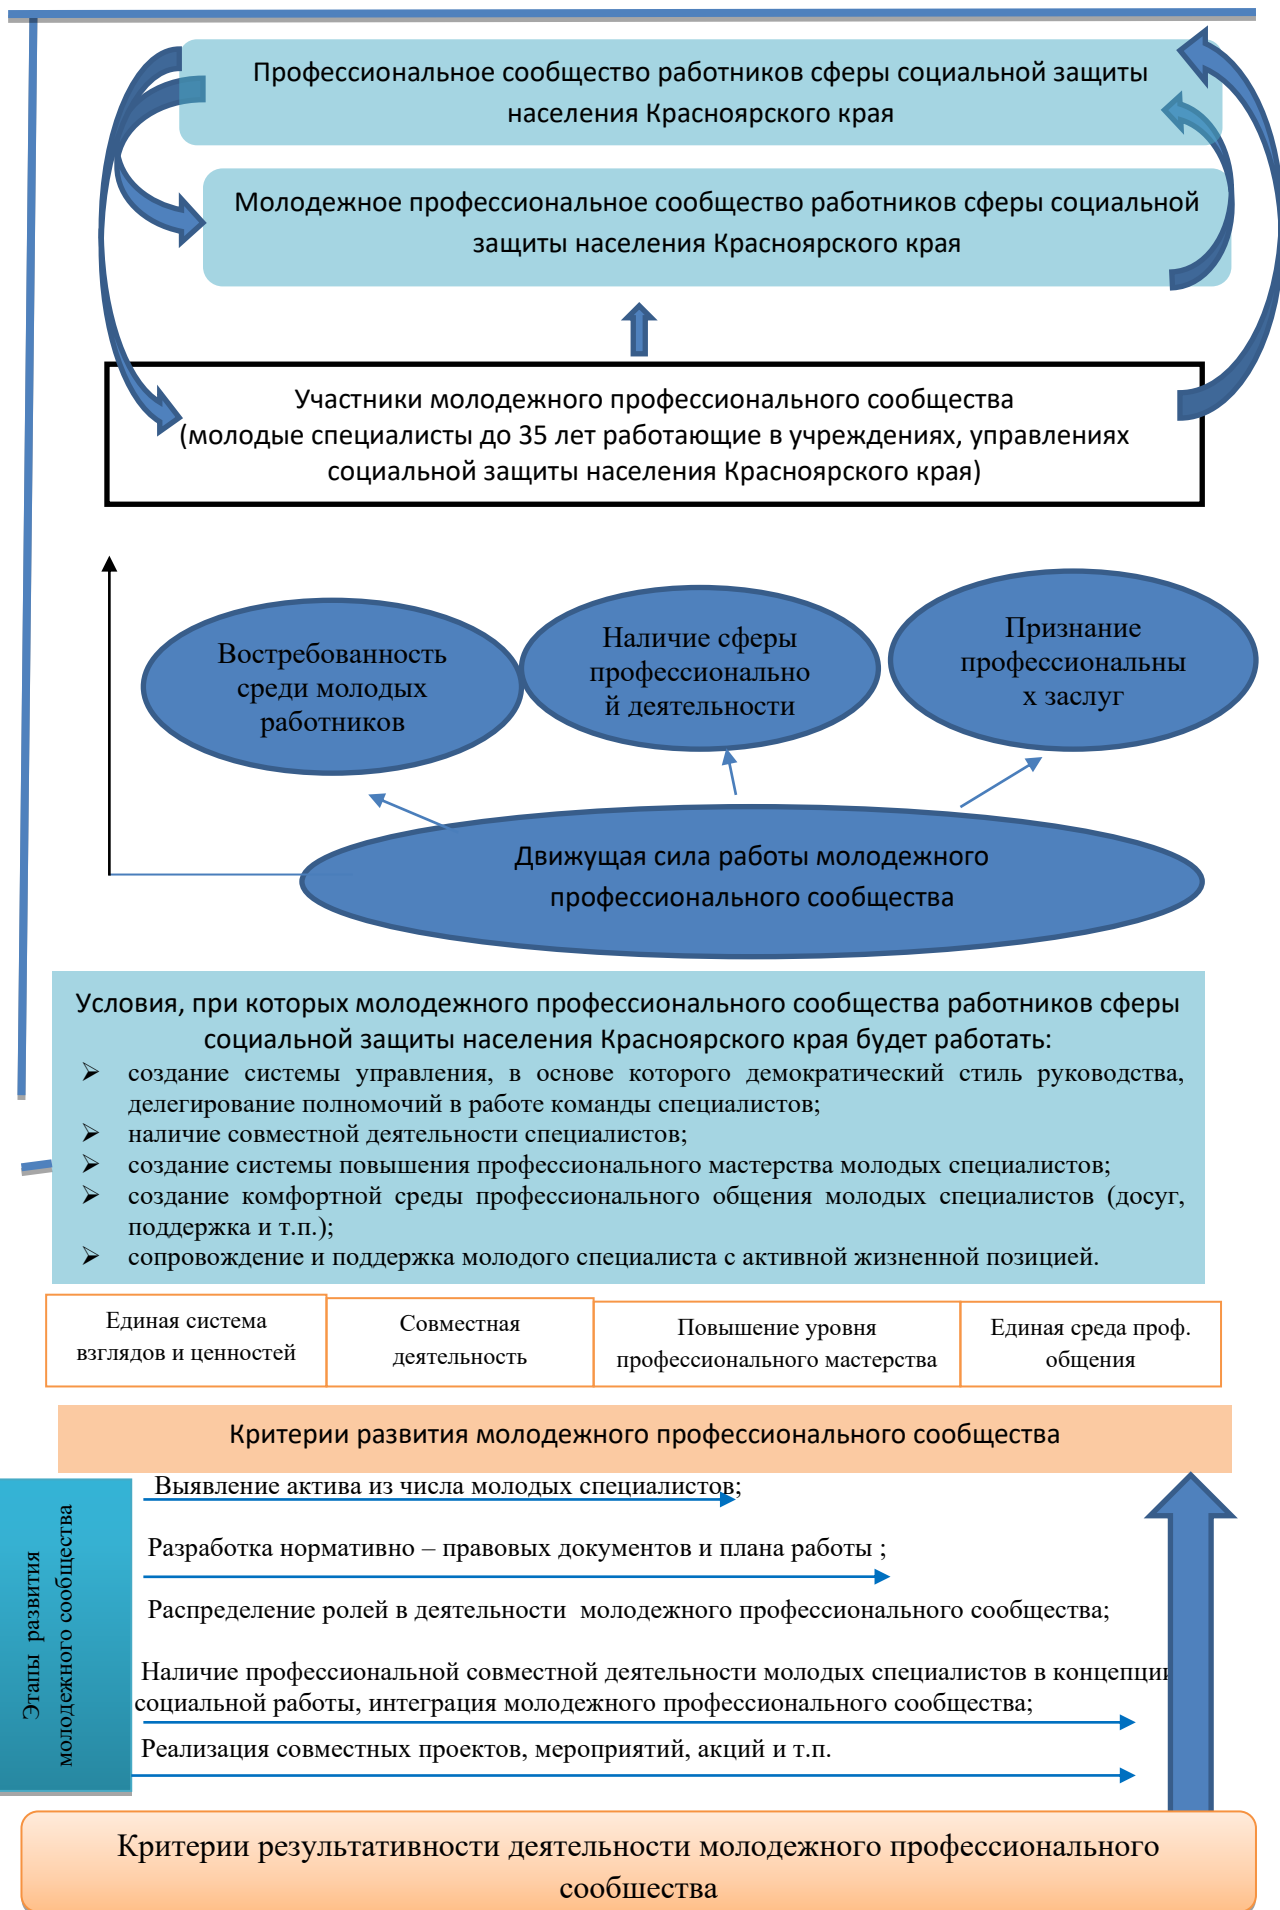 Профессиональное сообщество работников сферы социальной защиты
населения Красноярского края
Молодежное профессиональное сообщество работников сферы социальной
защиты населения Красноярского края
Участники молодежного профессионального сообщества
(молодые специалисты до 35 лет работающие в учреждениях, управлениях
социальной защиты населения Красноярского края)
Востребованность
среди молодых
работников
Наличие сферы
профессионально
й деятельности
Признание
профессиональны
х заслуг
Движущая сила работы молодежного
профессионального сообщества
Условия, при которых молодежного профессионального сообщества работников сферы
социальной защиты населения Красноярского края будет работать:
➢ создание системы управления, в основе которого демократический стиль руководства,
делегирование полномочий в работе команды специалистов;
➢ наличие совместной деятельности специалистов;
➢ создание системы повышения профессионального мастерства молодых специалистов;
➢ создание комфортной среды профессионального общения молодых специалистов (досуг,
поддержка и т.п.);
➢ сопровождение и поддержка молодого специалиста с активной жизненной позицией.
Единая система
взглядов и ценностей
Совместная
деятельность
Повышение уровня
профессионального мастерства
Единая среда проф.
общения
Критерии развития молодежного профессионального сообщества
Этапы развития
молодежного сообщества
Выявление актива из числа молодых специалистов;
Разработка нормативно – правовых документов и плана работы ;
Распределение ролей в деятельности молодежного профессионального сообщества;
Наличие профессиональной совместной деятельности молодых специалистов в концепции
социальной работы, интеграция молодежного профессионального сообщества;
Реализация совместных проектов, мероприятий, акций и т.п.
Критерии результативности деятельности молодежного профессионального
сообщества